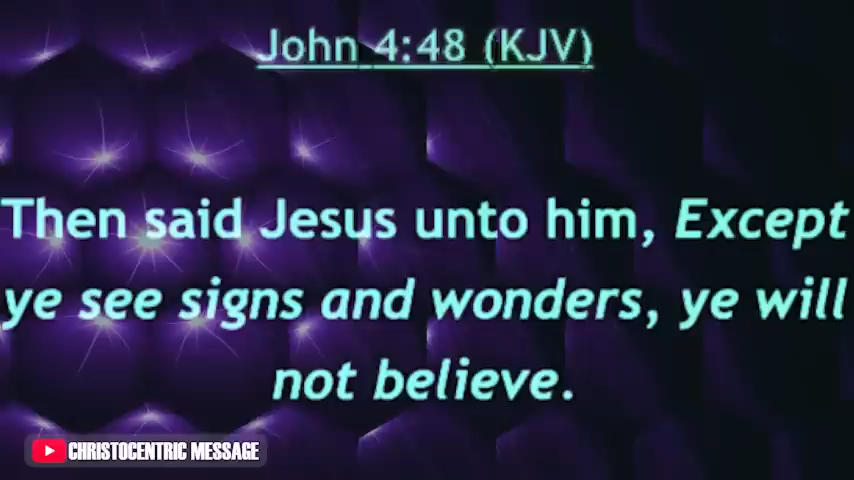 John 4:48 (KJV)
Then said Jesus unto him, Except
ye see signs and wonders, ye will
not believe.
CHRISTOCENTRIC MESSAGE